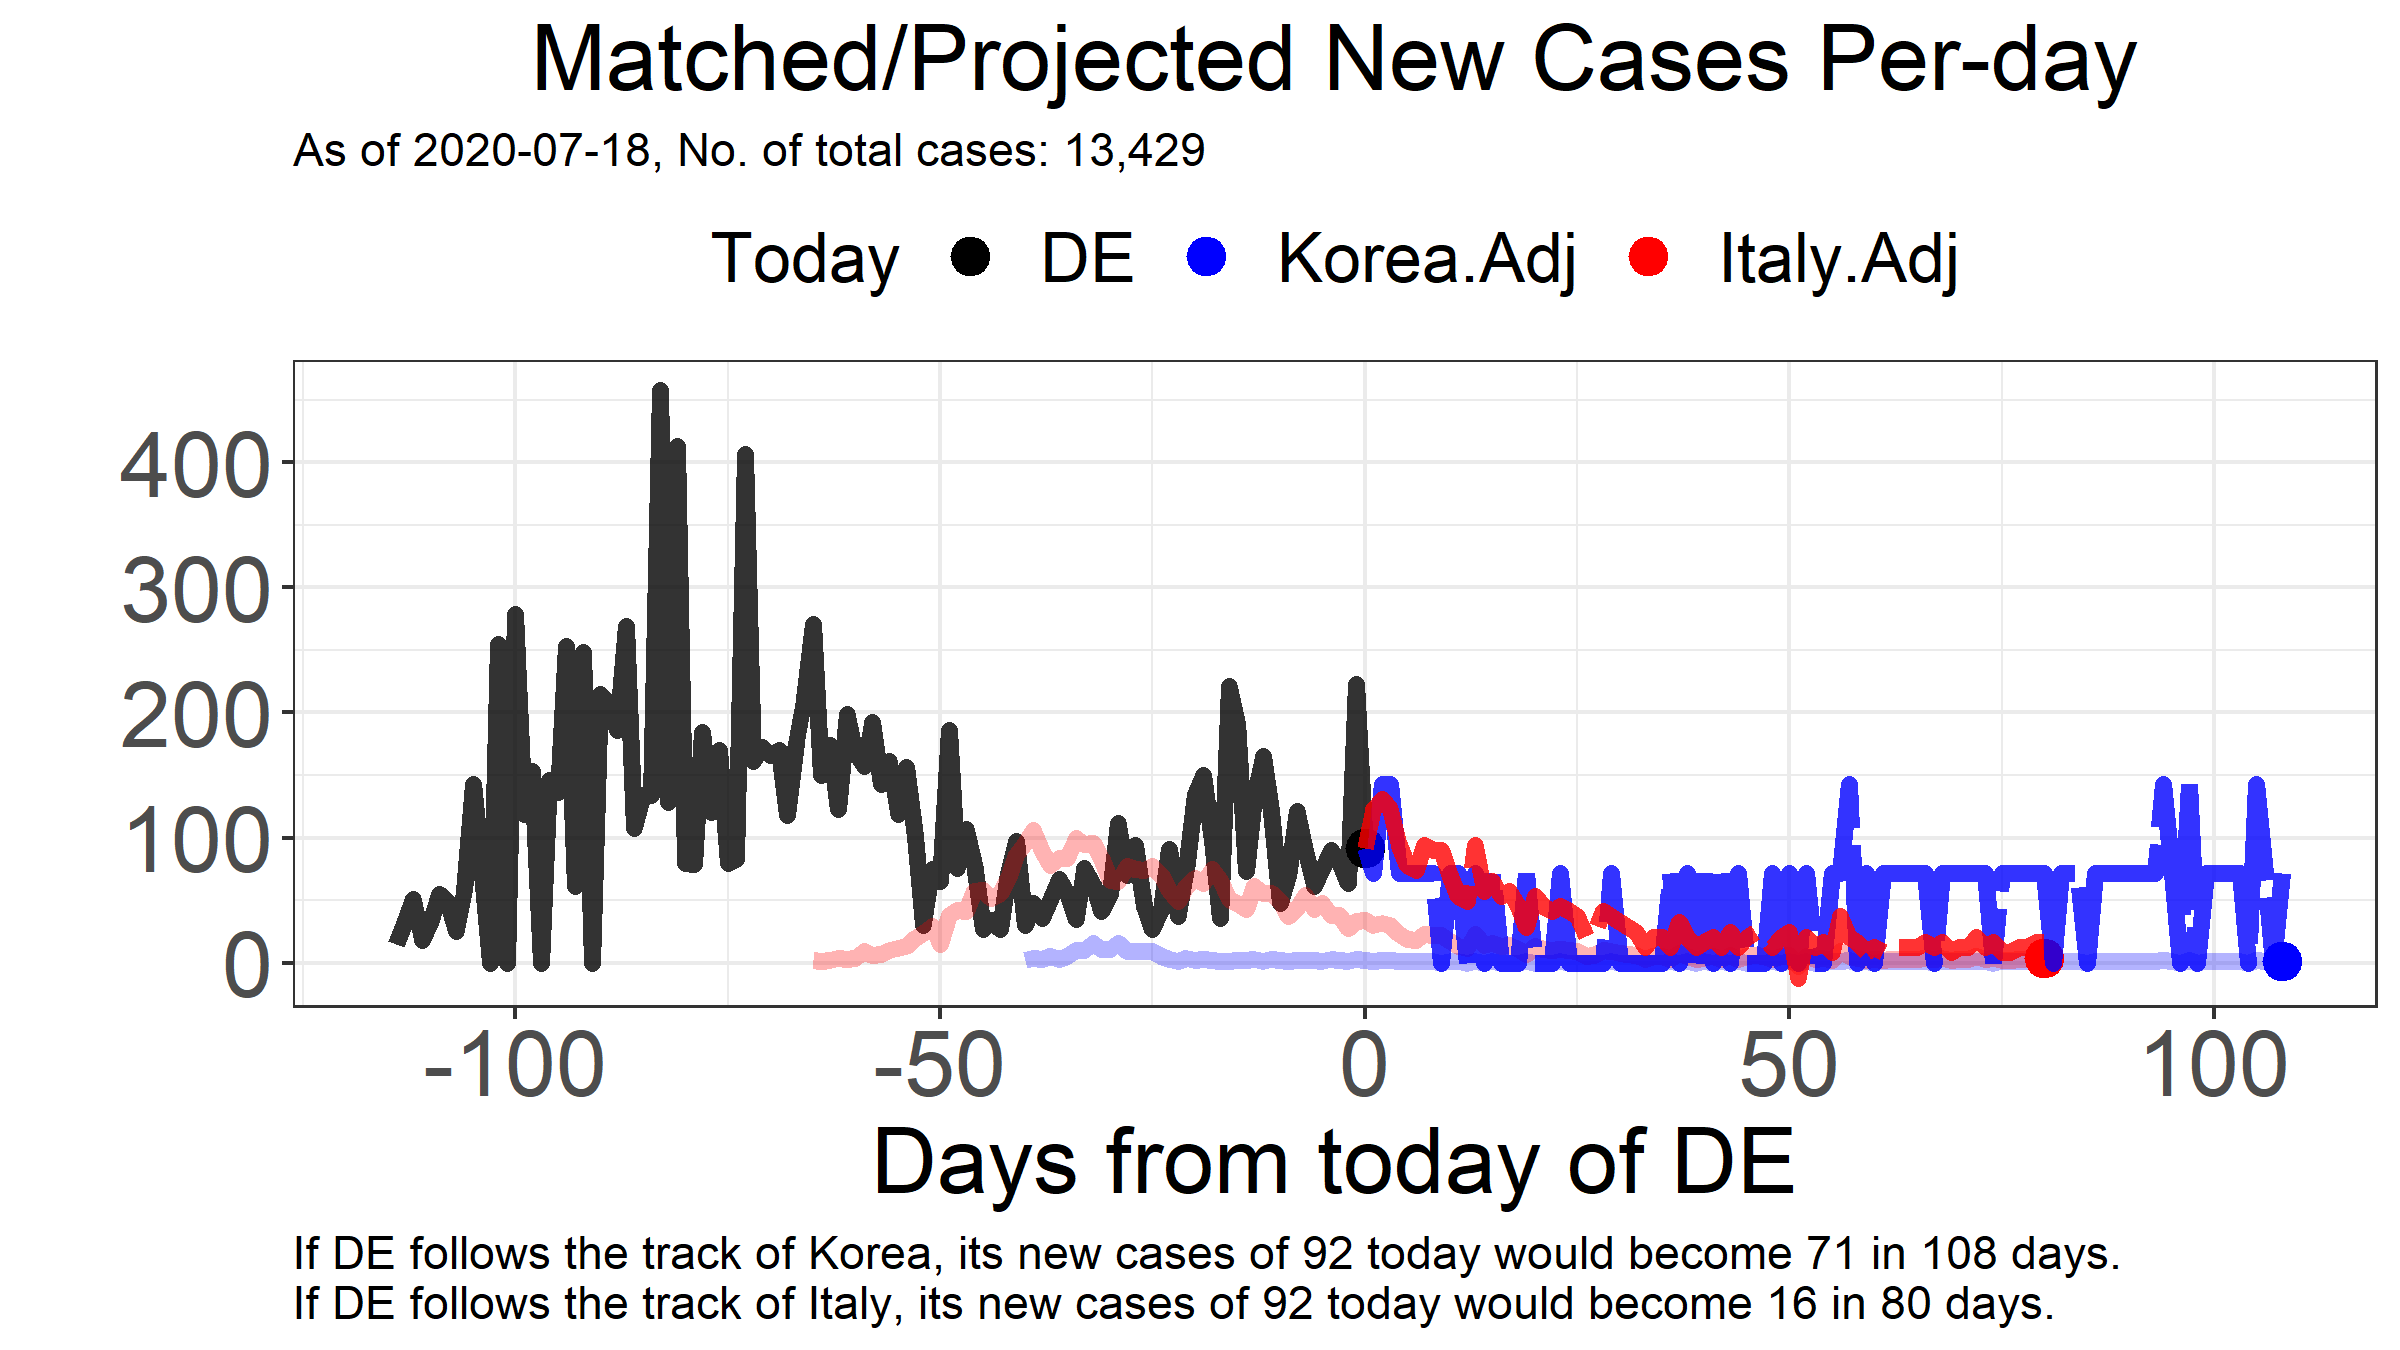 Matched/Projected New Cases Per-day
As of 2020-07-18, No. of total cases: 13,429
Today DE Korea.Adj Italy.Adj
400
300
200
100
0
-100 -50 0 50 100
Days from today of DE
If DE follows the track of Korea, its new cases of 92 today would become 71 in 108 days.
If DE follows the track of Italy, its new cases of 92 today would become 16 in 80 days.